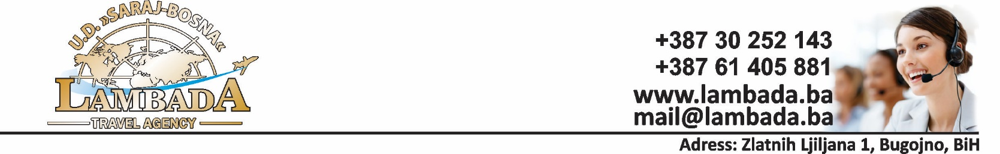 U.D. »SARAJ-BOSNA«
LAMBADA
TRAVEL AGENCY
+387 30 252 143
+387 61 405 881
www.lambada.ba
mail@lambada.ba
Adress: Zlatnih Ljiljana 1, Bugojno, BiH